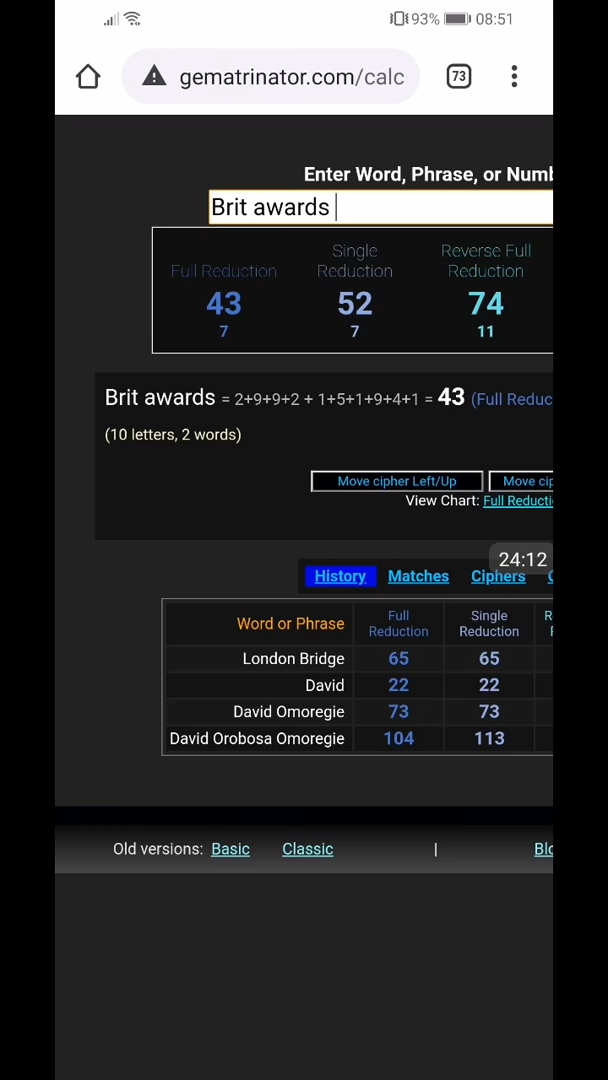 93% 08:51
gematrinator.com/calc 73
Enter Word, Phrase, or Numb
Brit awards
Full Reduction Single Reduction Reverse Full Reduction
43 52 74
7 7 11
Brit awards = 2+9+9+2 + 1+5+1+9+4+1 = 43 (Full Reduc
(10 letters, 2 words)
Move cipher Left/Up Move cip
View Chart: Full Reducti
24:12
History Matches Ciphers
Word or Phrase Full Reduction Single Reduction R
London Bridge 65 65
David 22 22
David Omoregie 73 73
David Orobosa Omoregie 104 113
Old versions: Basic Classic | Blo